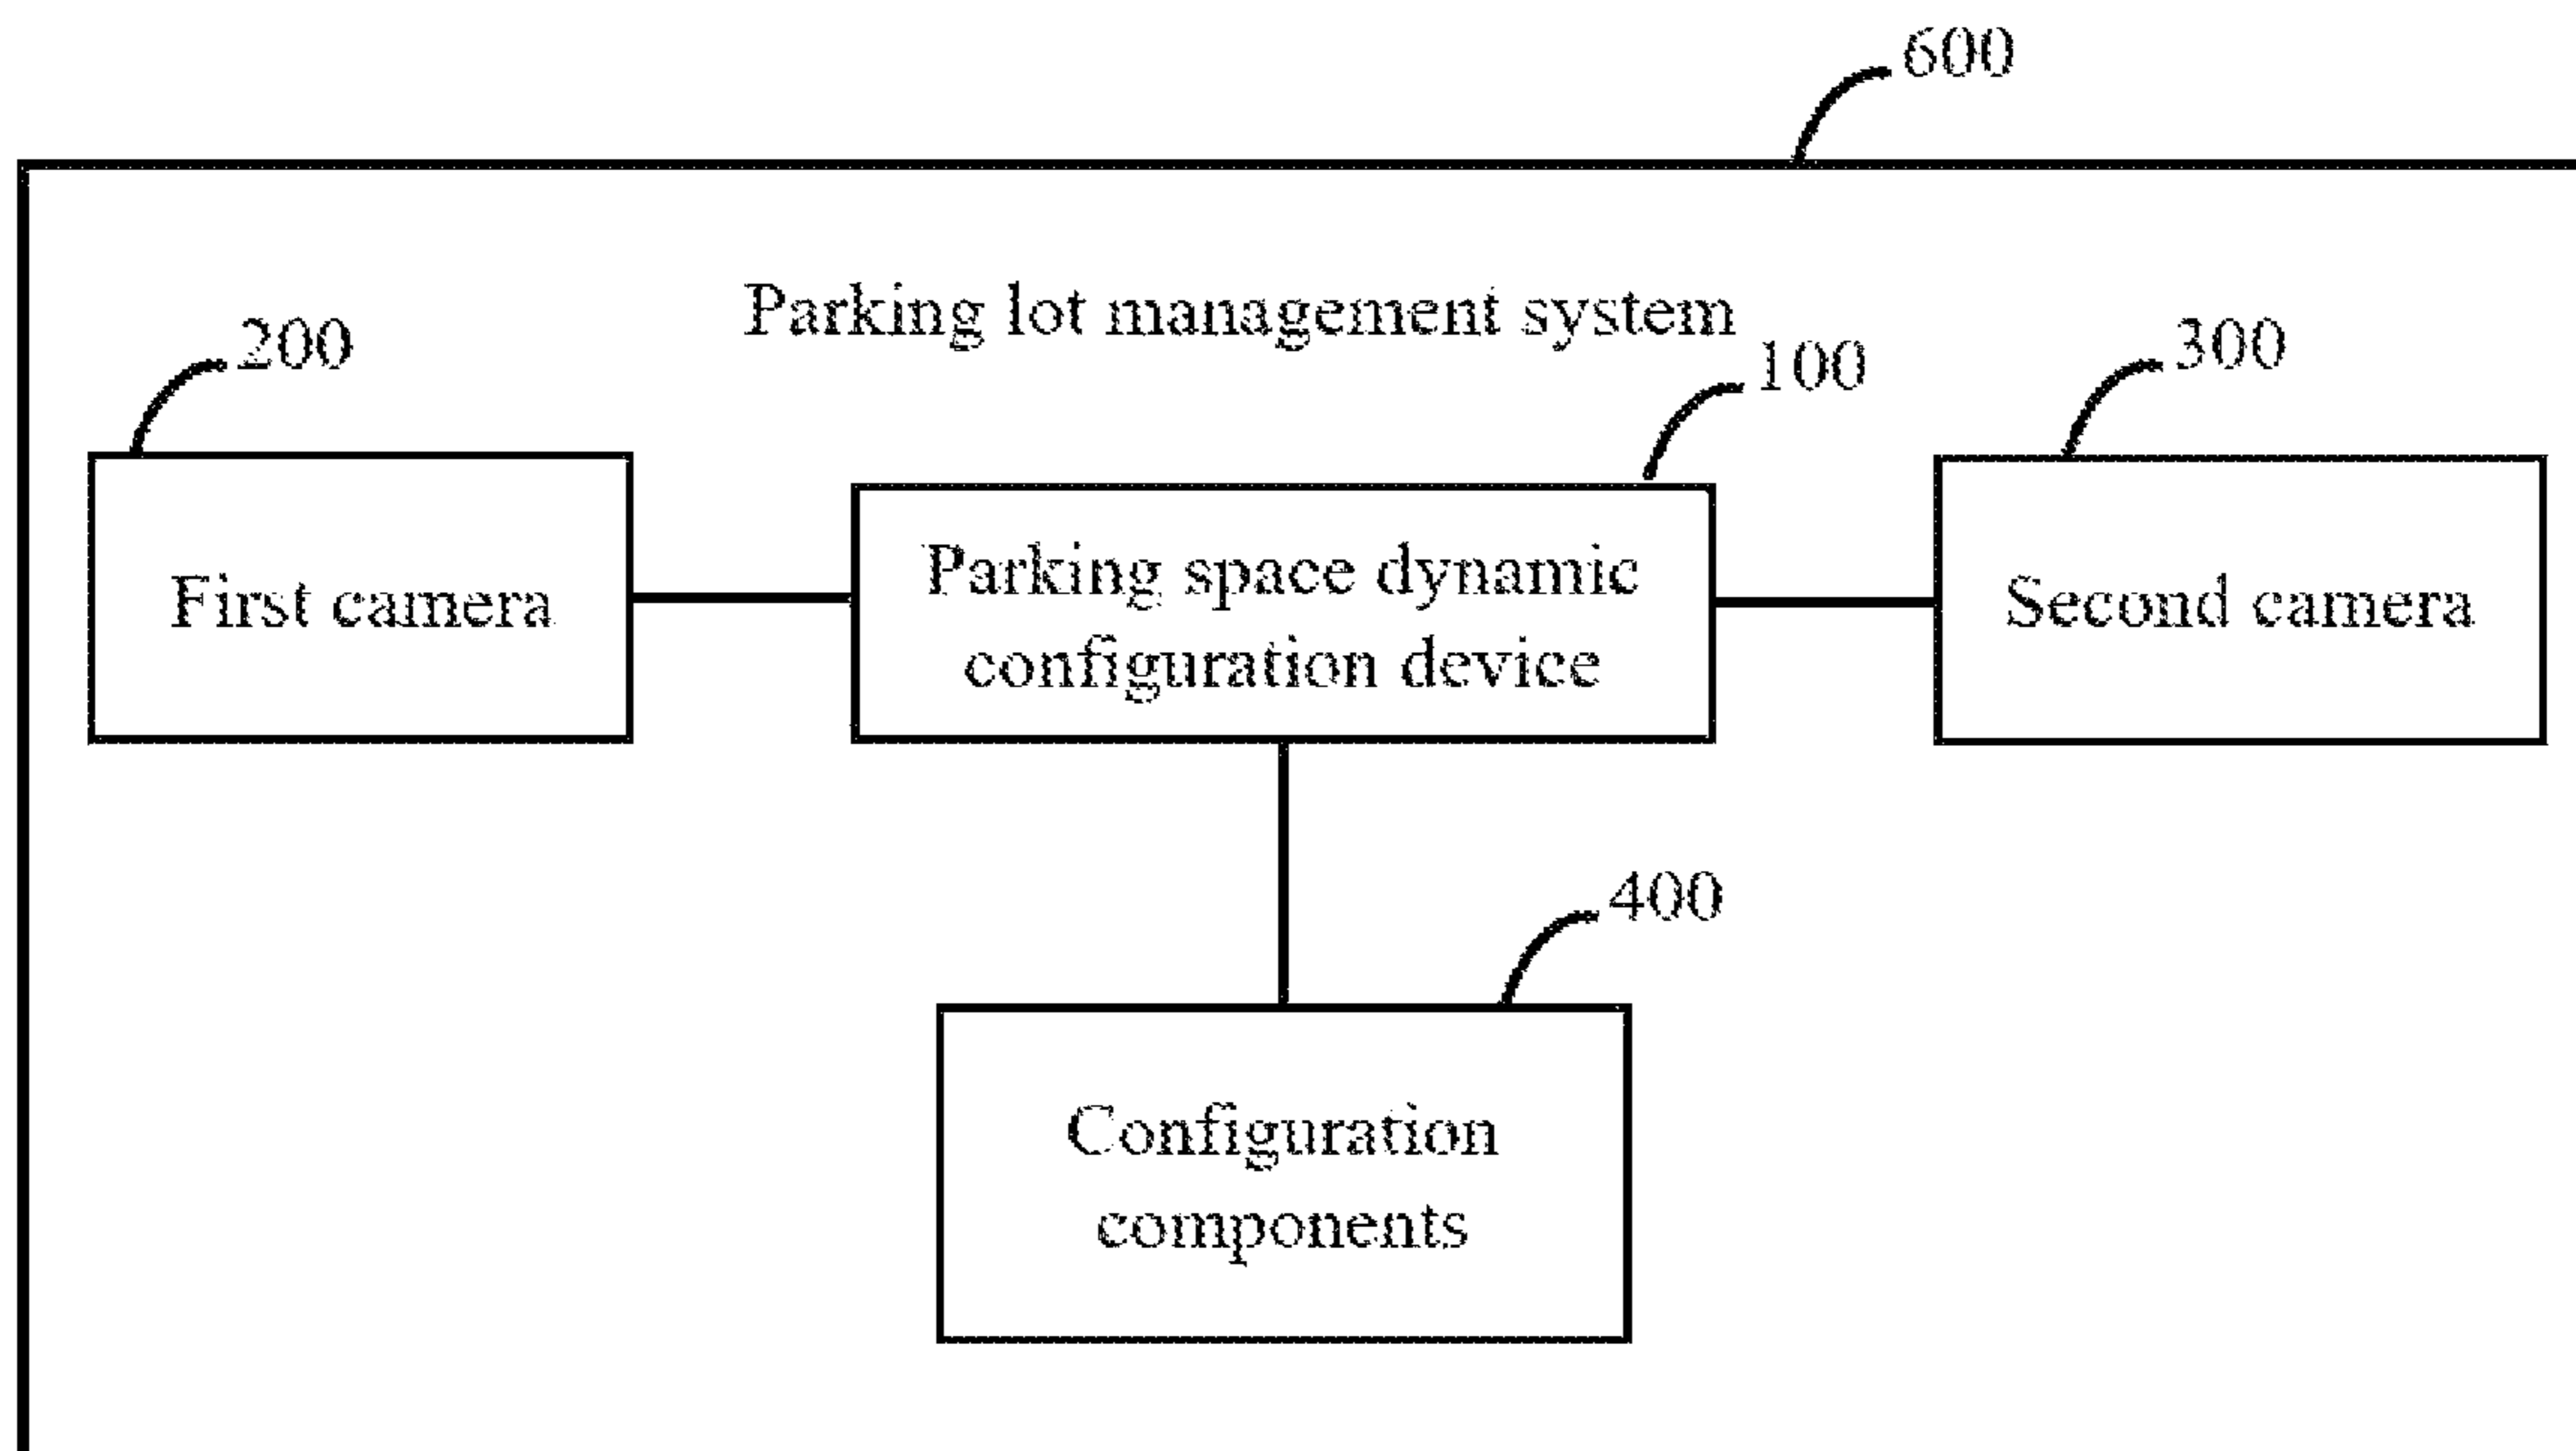 600
Parking lot management system
200
100
300
First camera
Parking space dynamic
configuration device
Second camera
400
Configuration
components